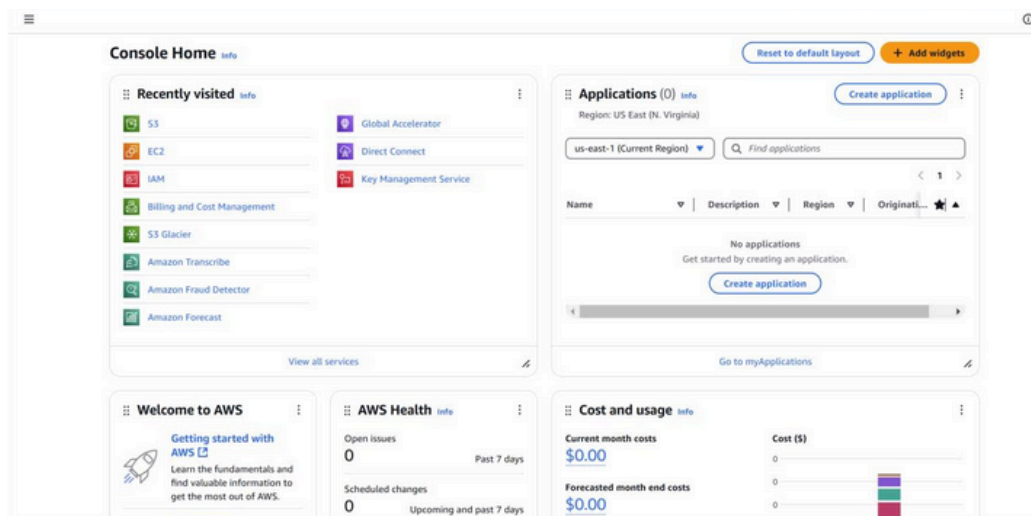 Console Home Info
Reset to default layout
+ Add widgets
Recently visited Info
S3
EC2
IAM
Billing and Cost Management
S3 Glacier
Amazon Transcribe
Amazon Fraud Detector
Amazon Forecast
Global Accelerator
Direct Connect
Key Management Service
View all services
Applications (0) Info
Create application
Region: US East (N. Virginia)
us-east-1 (Current Region)
Find applications
1
Name
Description
Region
Originati...
No applications
Get started by creating an application.
Create application
Go to myApplications
Welcome to AWS
Getting started with
AWS
Learn the fundamentals and
find valuable information to
get the most out of AWS.
AWS Health Info
Open issues
0
Past 7 days
Scheduled changes
0
Upcoming and past 7 days
Cost and usage Info
Current month costs
$0.00
Forecasted month end costs
$0.00
Cost ($)
0
0
0